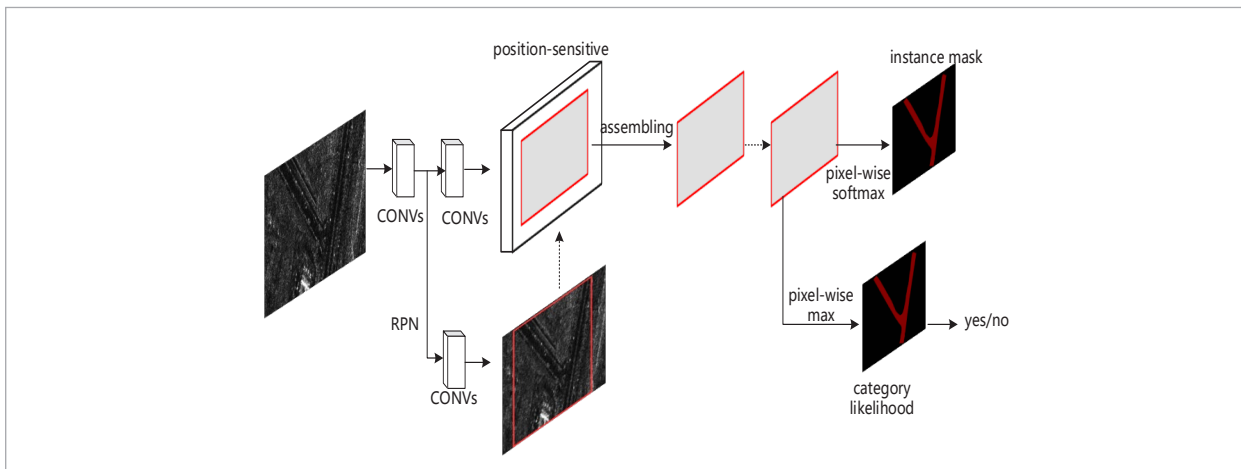 position-sensitive
instance mask
assembling
CONVs
CONVs
pixel-wise
softmax
RPN
CONVs
pixel-wise
max
yes/no
category
likelihood